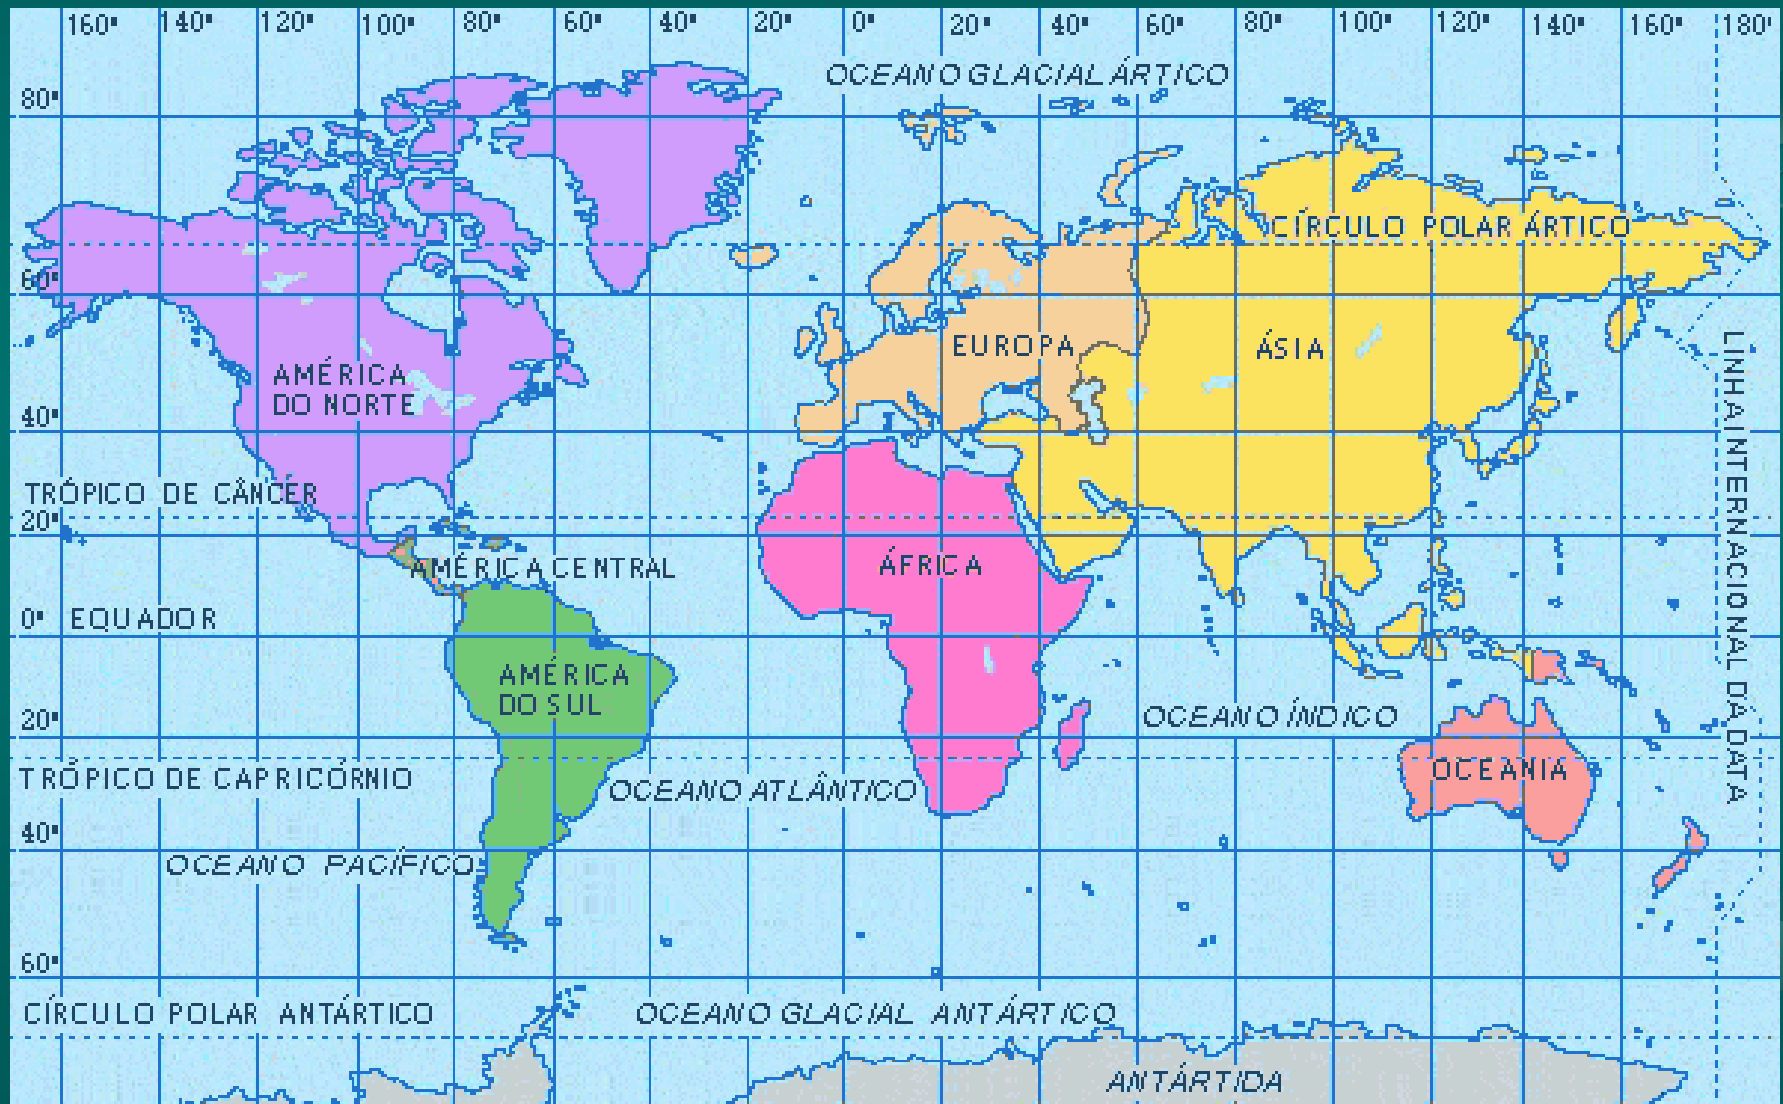 160° 140° 120° 100° 80° 60° 40° 20° 0° 20° 40° 60° 80° 100° 120° 140° 160° 180°
OCEANO GLACIAL ÁRTICO
80°
CÍRCULO POLAR ÁRTICO
60°
EUROPA
ÁSIA
AMÉRICA
DO NORTE
40°
LINHA INTERNACIONAL DA DATA
TRÓPICO DE CÂNCER
20°
AMÉRICA CENTRAL
ÁFRICA
0° EQUADOR
AMÉRICA
DO SUL
20°
OCEANO ÍNDICO
TRÓPICO DE CAPRICÓRNIO
OCEANIA
OCEANO ATLÂNTICO
40°
OCEANO PACÍFICO
60°
CÍRCULO POLAR ANTÁRTICO
OCEANO GLACIAL ANTÁRTICO
ANTÁRTIDA